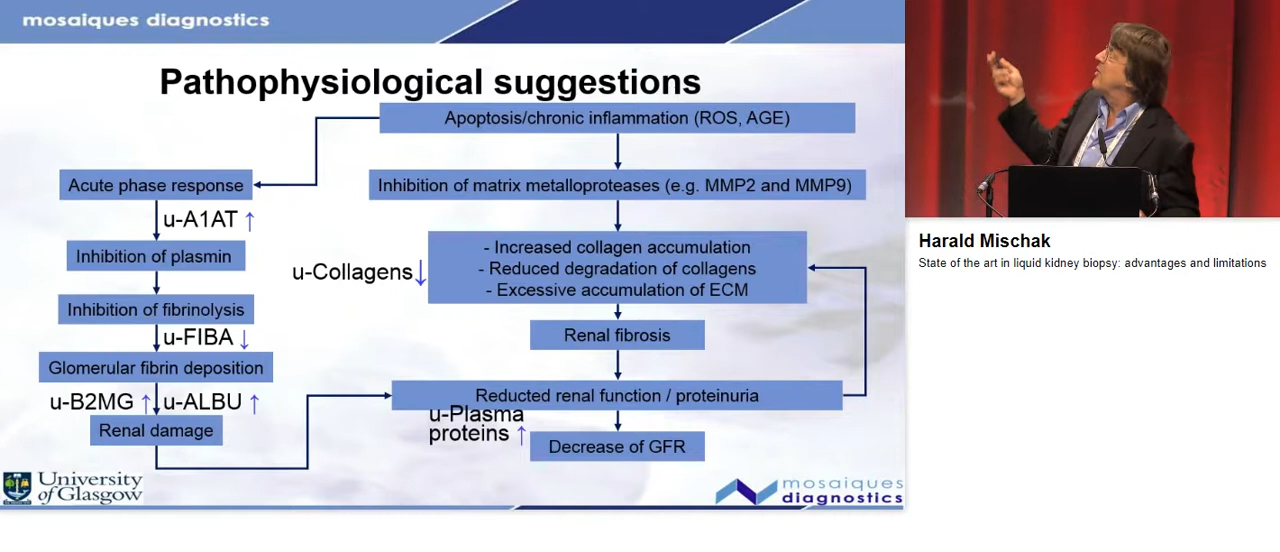 mosaiques diagnostics
Pathophysiological suggestions
Apoptosis/chronic inflammation (ROS, AGE)
Acute phase response
Inhibition of matrix metalloproteases (e.g. MMP2 and MMP9)
u-A1AT ↑
Inhibition of plasmin
u-Collagens ↓
- Increased collagen accumulation
- Reduced degradation of collagens
- Excessive accumulation of ECM
Inhibition of fibrinolysis
u-FIBA ↓
Renal fibrosis
Glomerular fibrin deposition
u-B2MG ↑ u-ALBU ↑
Reducted renal function / proteinuria
u-Plasma
proteins ↑
Renal damage
Decrease of GFR
University
of Glasgow
mosaiques
diagnostics
Harald Mischak
State of the art in liquid kidney biopsy: advantages and limitations